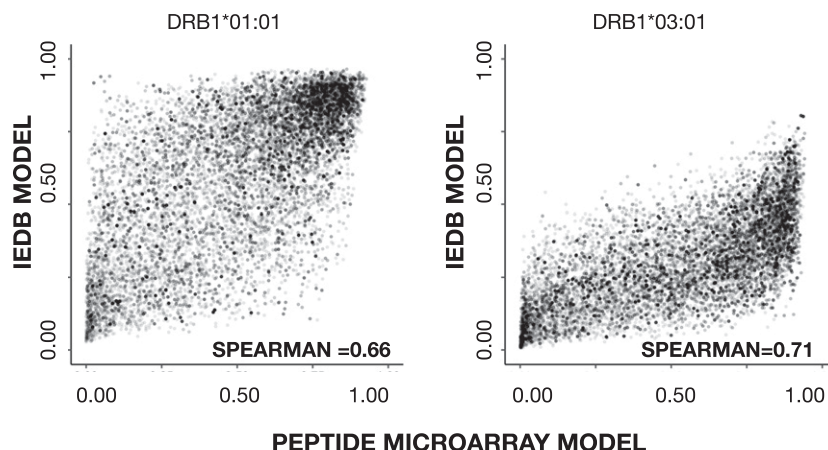 DRB1*01:01
DRB1*03:01
IEDB MODEL
1.00
0.50
0.00
SPEARMAN =0.66
0.00 0.50 1.00
IEDB MODEL
1.00
0.50
0.00
SPEARMAN=0.71
0.00 0.50 1.00
PEPTIDE MICROARRAY MODEL